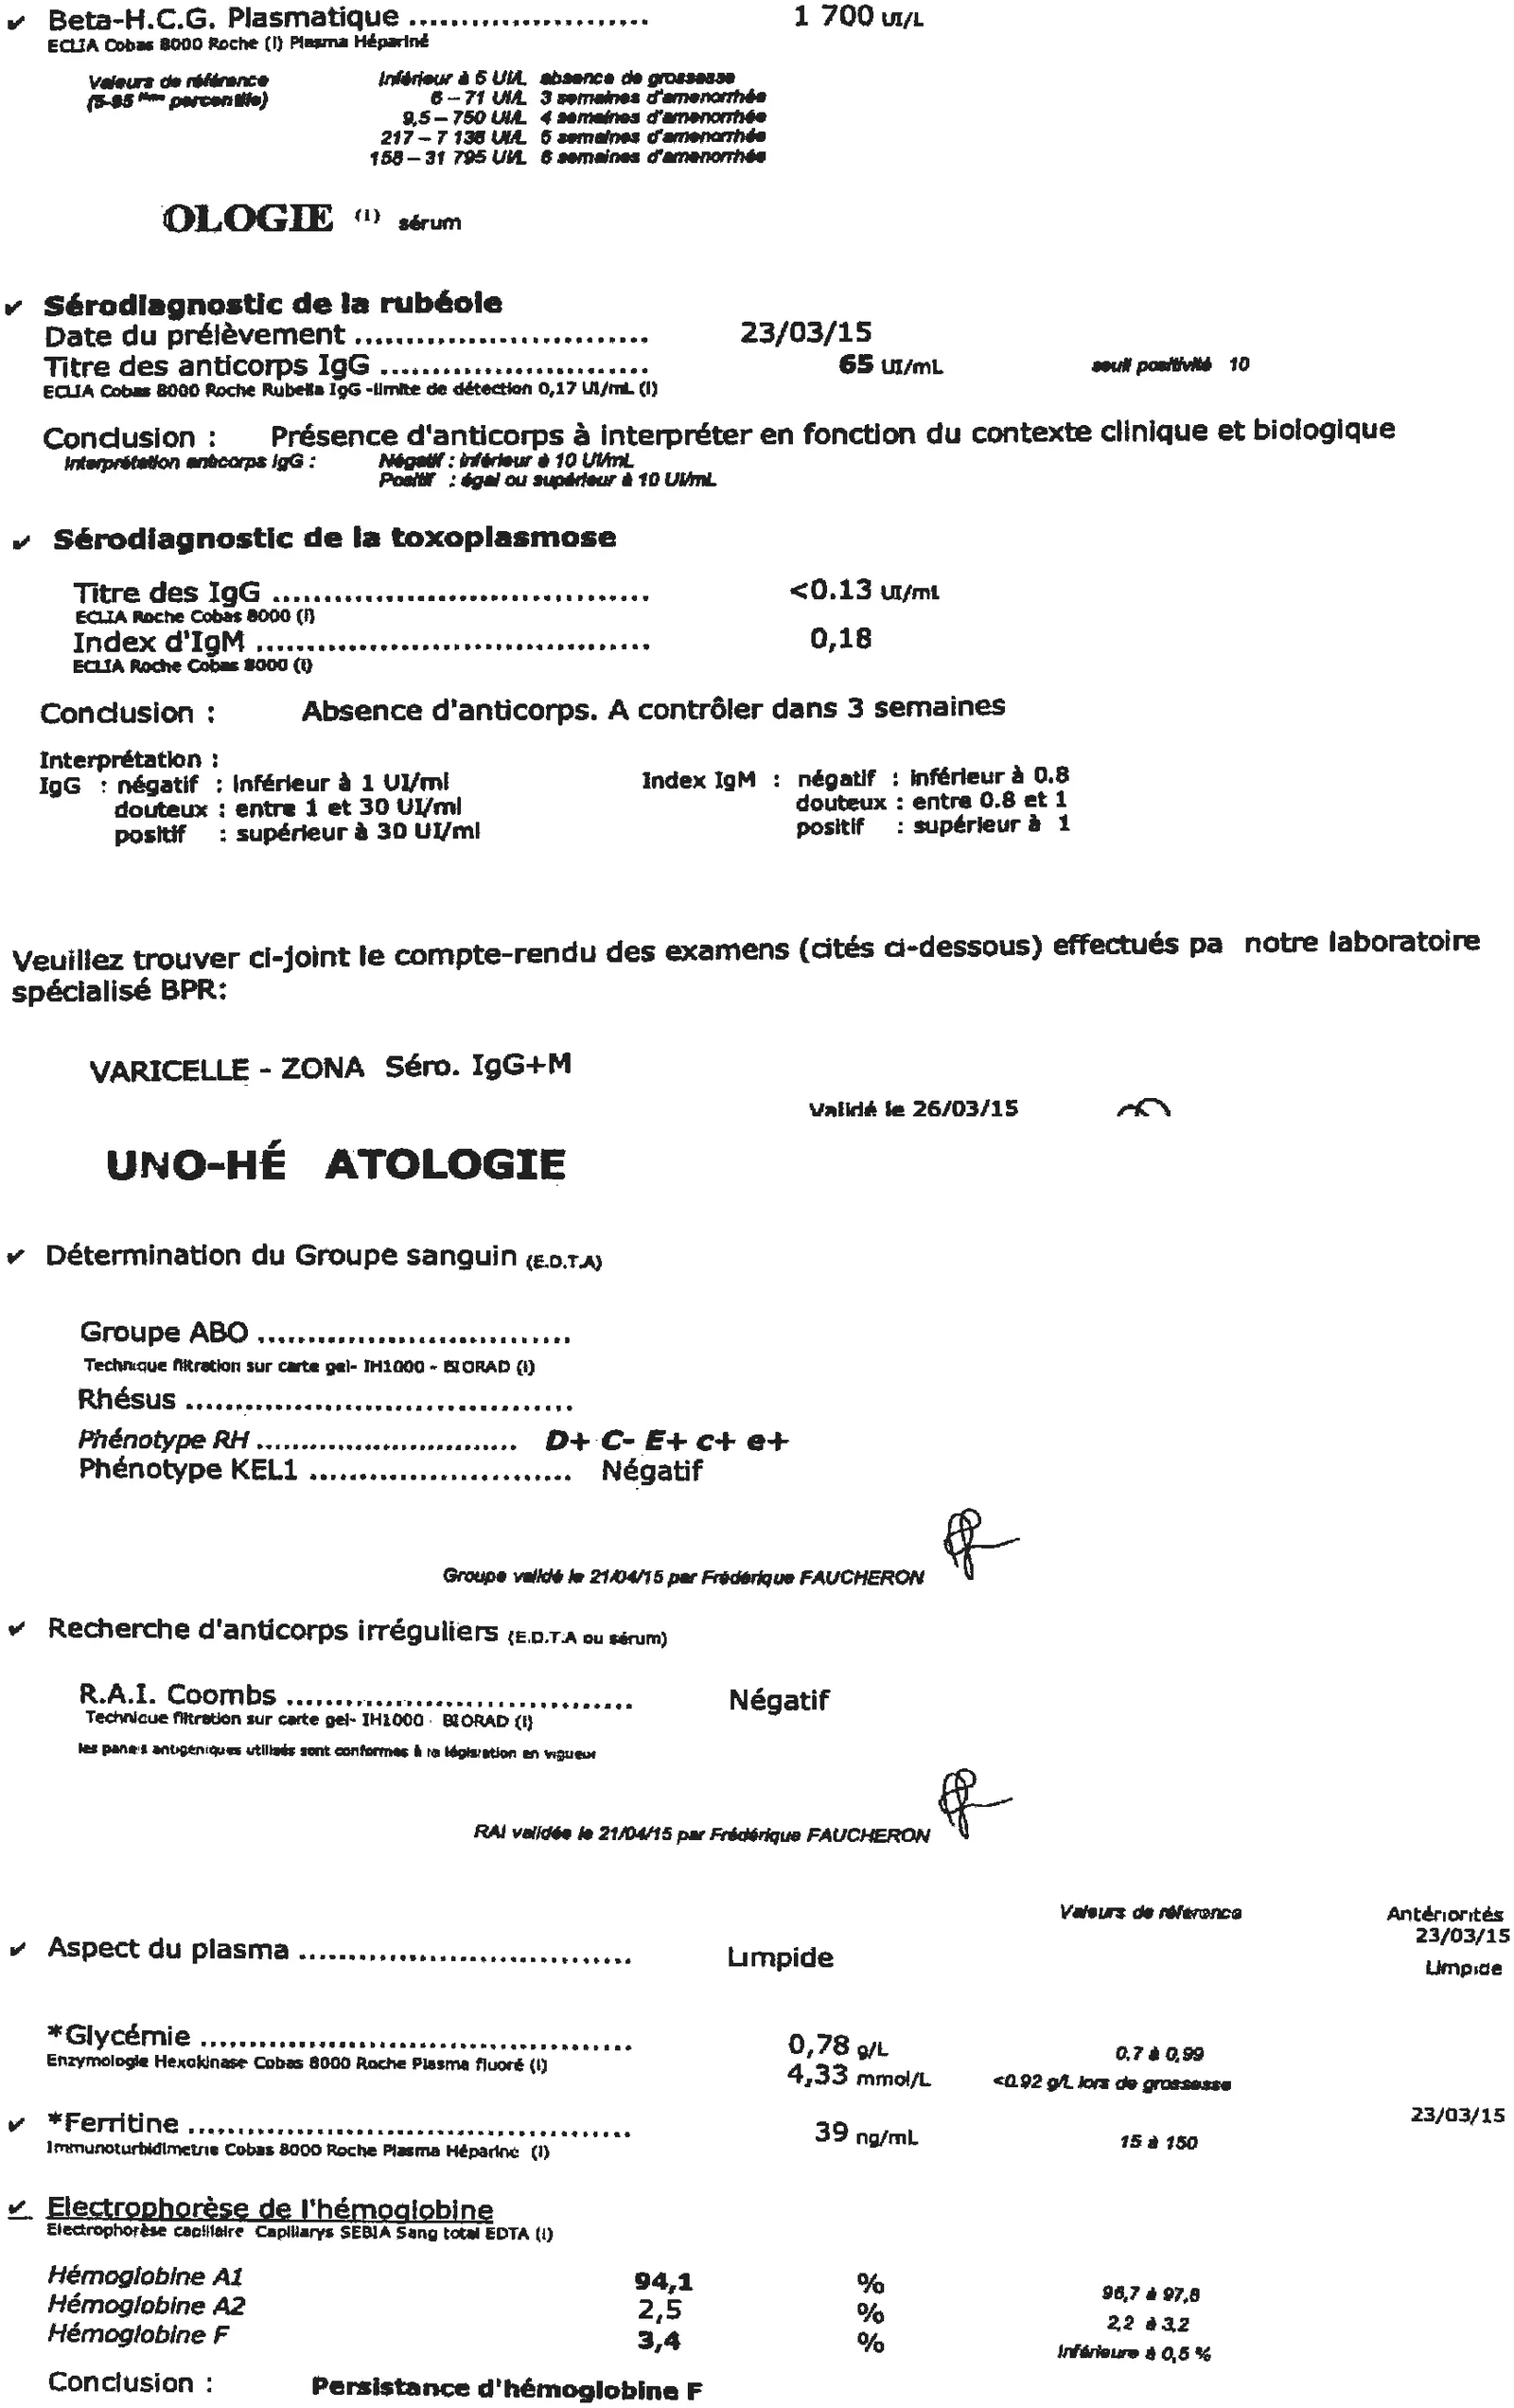 ✔ Beta-H.C.G. Plasmatique ........................ 1 700 UI/L
ECLIA Cobas 8000 Roche (I) Plasma Hépariné
Valeurs de référence Inférieur à 5 UI/L absence de grossesse
percentile) 6 – 71 UI/L 3 semaines d'amenorrhée
9,5 – 750 UI/L 4 semaines d'amenorrhée
217 – 7 138 UI/L 5 semaines d'amenorrhée
158 – 31 795 UI/L 6 semaines d'amenorrhée
OLOGIE (1) sérum
✔ Sérodiagnostic de la rubéole
Date du prélèvement ............................. 23/03/15
Titre des anticorps IgG .......................... 65 UI/mL seuil positivité 10
ECLIA Cobas 8000 Roche Rubella IgG -limite de détection 0,17 UI/mL (I)
Conclusion : Présence d'anticorps à interpréter en fonction du contexte clinique et biologique
Interprétation anticorps IgG : Négatif : inférieur à 10 UI/mL
Positif : égal ou supérieur à 10 UI/mL
✔ Sérodiagnostic de la toxoplasmose
Titre des IgG ..................................... <0.13 UI/mL
ECLIA Roche Cobas 8000 (I)
Index d'IgM ....................................... 0,18
ECLIA Roche Cobas 8000 (I)
Conclusion : Absence d'anticorps. A contrôler dans 3 semaines
Interprétation :
IgG : négatif : inférieur à 1 UI/ml Index IgM : négatif : inférieur à 0.8
douteux : entre 1 et 30 UI/ml douteux : entre 0.8 et 1
positif : supérieur à 30 UI/ml positif : supérieur à 1
Veuillez trouver ci-joint le compte-rendu des examens (cités ci-dessous) effectués pa notre laboratoire
spécialisé BPR:
VARICELLE - ZONA Séro. IgG+M
Validé le 26/03/15
UNO-HÉ ATOLOGIE
✔ Détermination du Groupe sanguin (E.D.T.A)
Groupe ABO ...............................
Technique filtration sur carte gel- IH1000 - BIORAD (I)
Rhésus ......................................
Phénotype RH .......................... D+ C- E+ c+ e+
Phénotype KEL1 .......................... Négatif
Groupe validé le 21/04/15 par Frédérique FAUCHERON
✔ Recherche d'anticorps irréguliers (E.D.T.A ou sérum)
R.A.I. Coombs .................................. Négatif
Technique filtration sur carte gel- IH1000 - BIORAD (I)
les panels antigéniques utilisés sont conformes à la législation en vigueur
RAI validée le 21/04/15 par Frédérique FAUCHERON
Valeurs de référence Antériorités
23/03/15
✔ Aspect du plasma ................................ Limpide Limpide
*Glycémie .......................................... 0,78 g/L 0,7 à 0,99
Enzymologie Hexokinase Cobas 8000 Roche Plasma fluoré (I) 4,33 mmol/L <0.92 g/L lors de grossesse
23/03/15
✔ *Ferritine ........................................... 39 ng/mL 15 à 150
Immunoturbidimetrie Cobas 8000 Roche Plasma Hépariné (I)
✔ Electrophorèse de l'hémoglobine
Electrophorèse capillaire Capillarys SEBIA Sang total EDTA (I)
Hémoglobine A1 94,1 % 96,7 à 97,8
Hémoglobine A2 2,5 % 2,2 à 3,2
Hémoglobine F 3,4 % Inférieure à 0,5 %
Conclusion : Persistance d'hémoglobine F